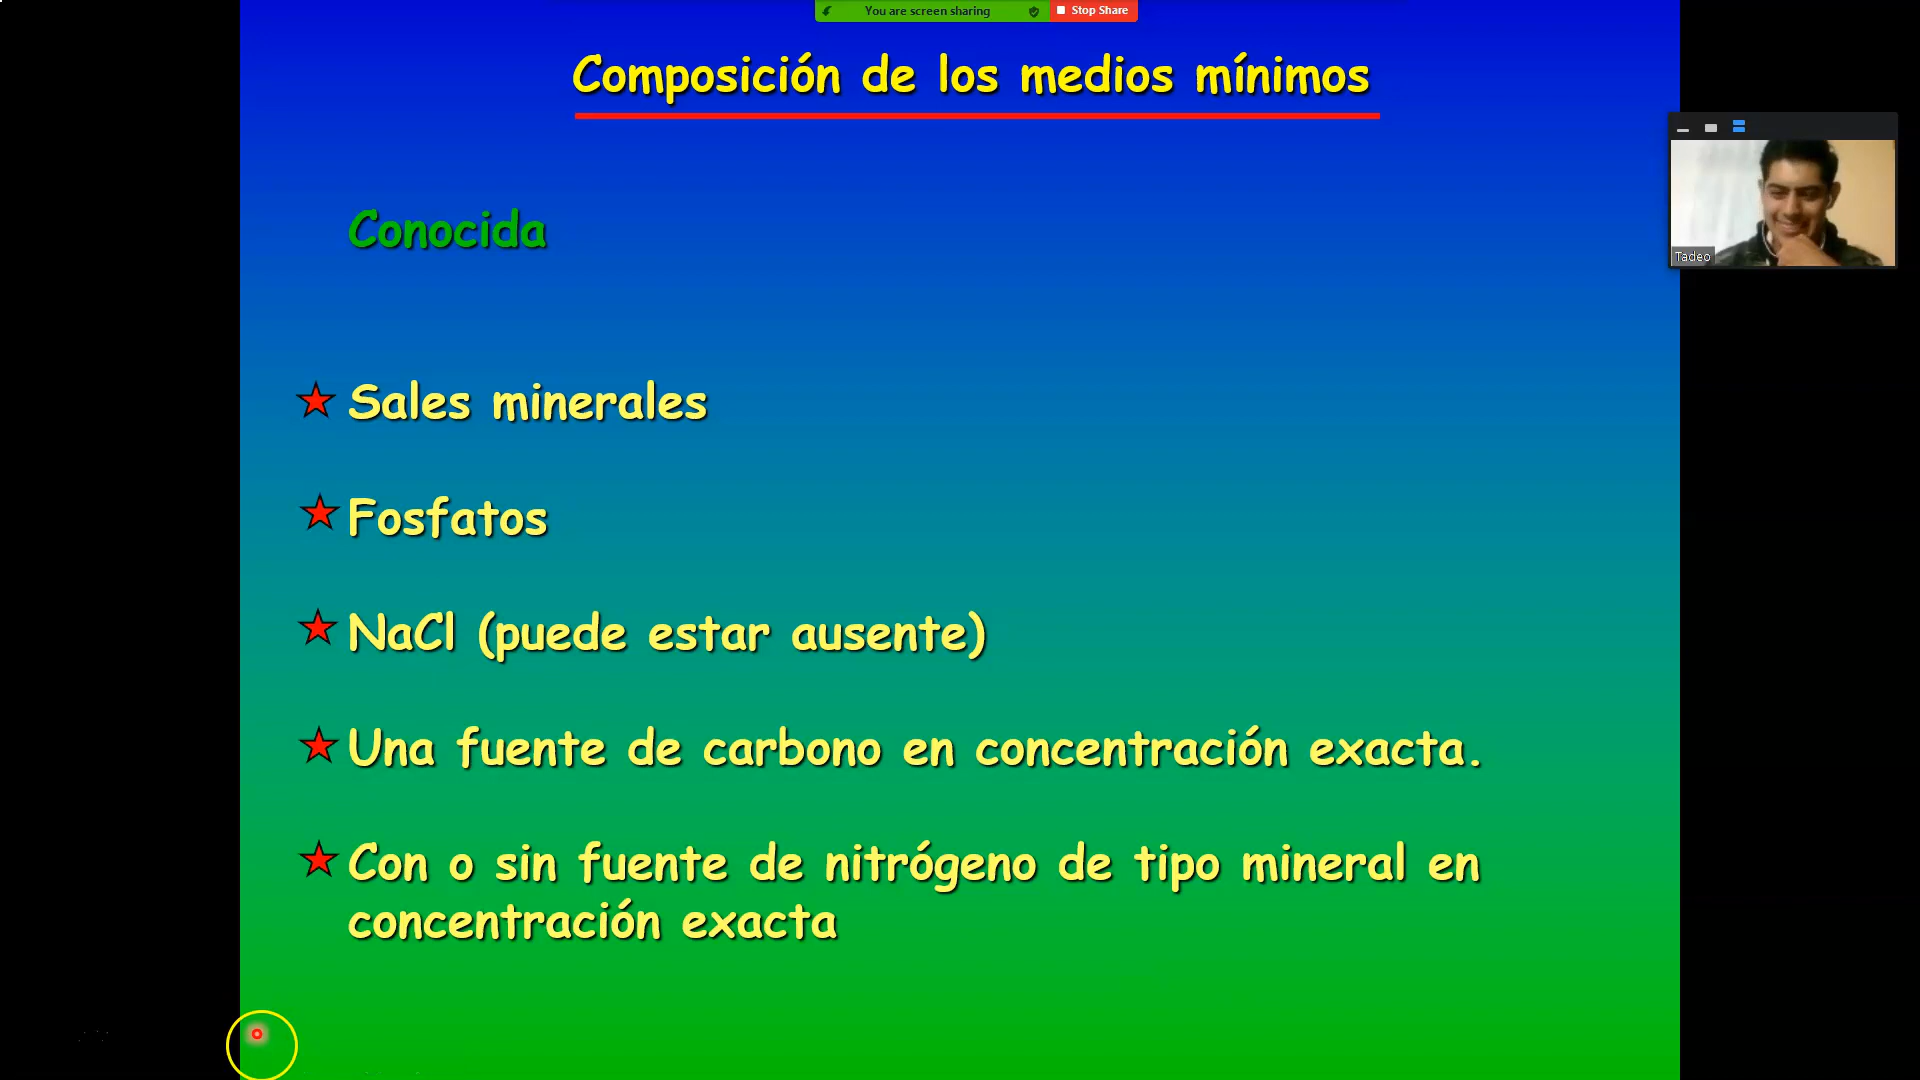 You are screen sharing
Stop Share
Composición de los medios mínimos
Conocida
Tadeo
Sales minerales
Fosfatos
NaCl (puede estar ausente)
Una fuente de carbono en concentración exacta.
Con o sin fuente de nitrógeno de tipo mineral en
concentración exacta